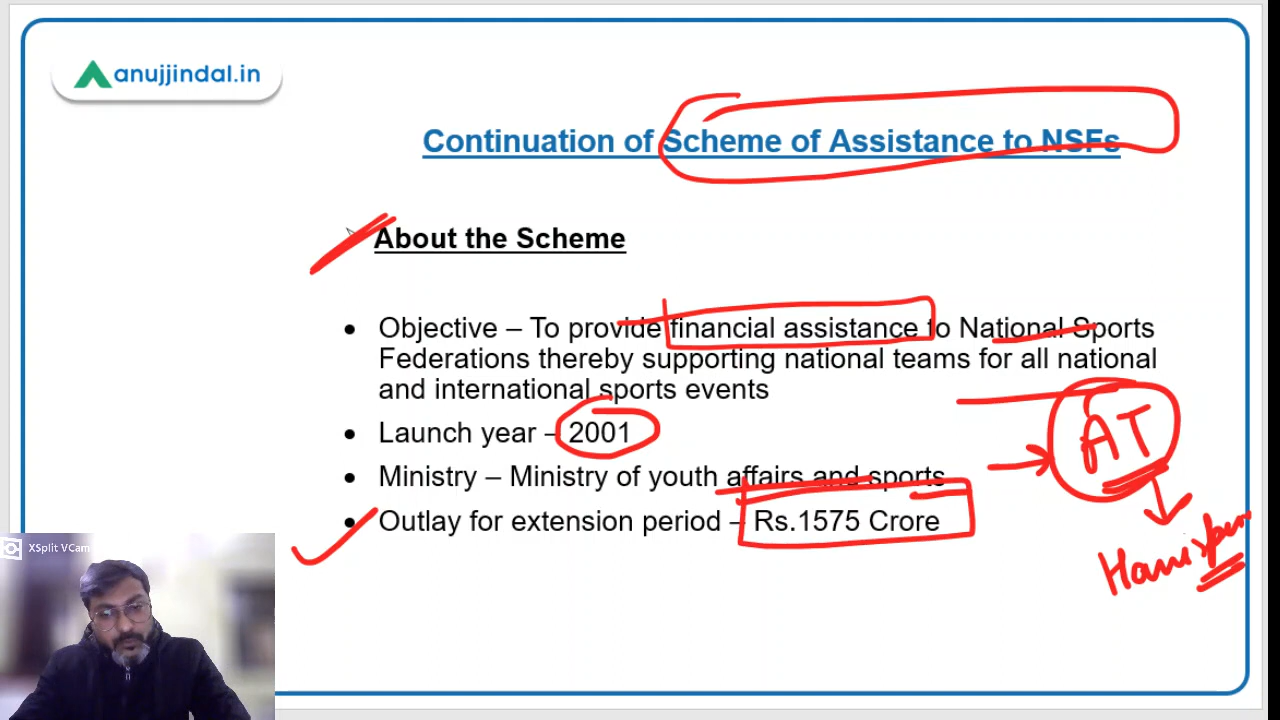 anujjindal.in
Continuation of Scheme of Assistance to NSFs
About the Scheme
• Objective – To provide financial assistance to National Sports
Federations thereby supporting national teams for all national
and international sports events
• Launch year – 2001
• Ministry – Ministry of youth affairs and sports
• Outlay for extension period – Rs.1575 Crore
AT
XSplit VCam